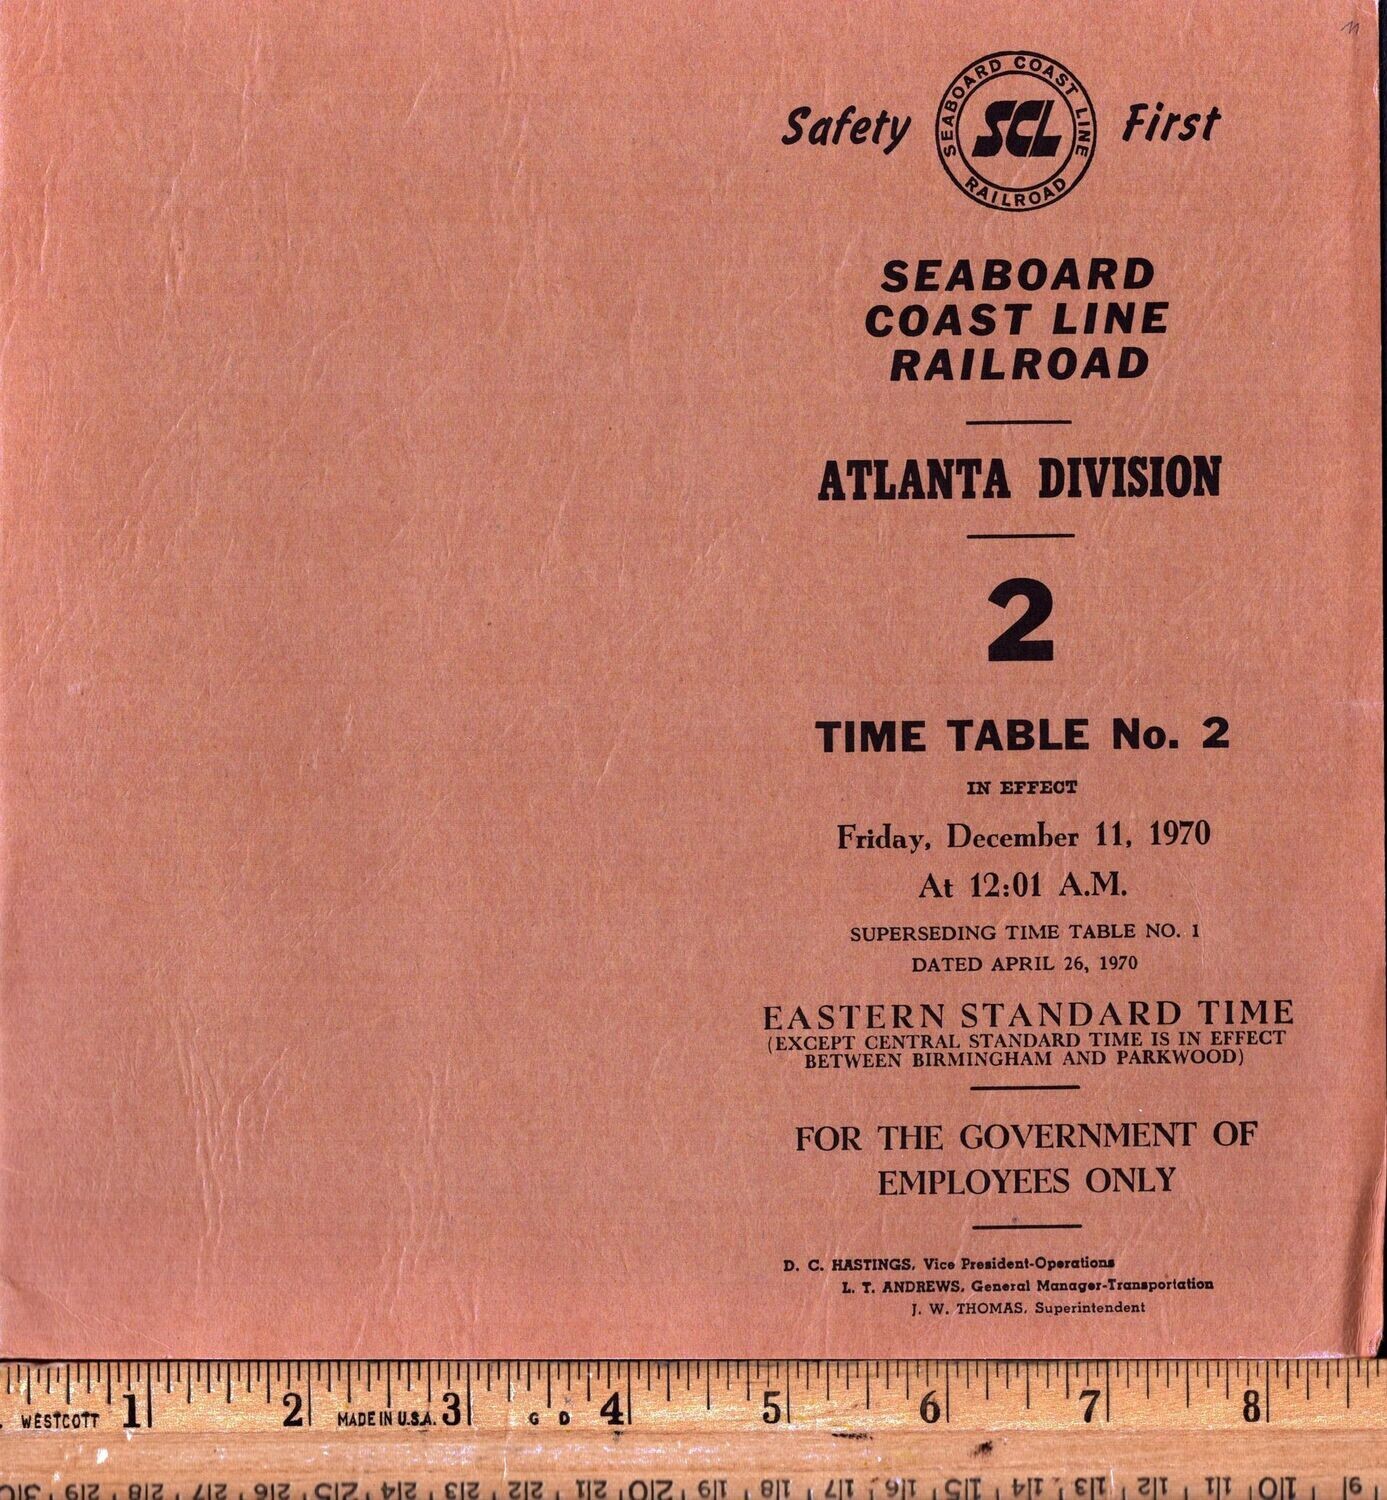 Safety First
SEABOARD COAST LINE
RAILROAD
SCL
SEABOARD
COAST LINE
RAILROAD
ATLANTA DIVISION
2
TIME TABLE No. 2
IN EFFECT
Friday, December 11, 1970
At 12:01 A.M.
SUPERSEDING TIME TABLE NO. 1
DATED APRIL 26, 1970
EASTERN STANDARD TIME
(EXCEPT CENTRAL STANDARD TIME IS IN EFFECT
BETWEEN BIRMINGHAM AND PARKWOOD)
FOR THE GOVERNMENT OF
EMPLOYEES ONLY
D. C. HASTINGS, Vice President-Operations
L. T. ANDREWS, General Manager-Transportation
J. W. THOMAS, Superintendent
1 2 3 4 5 6 7 8
WESTCOTT MADE IN U.S.A. G D